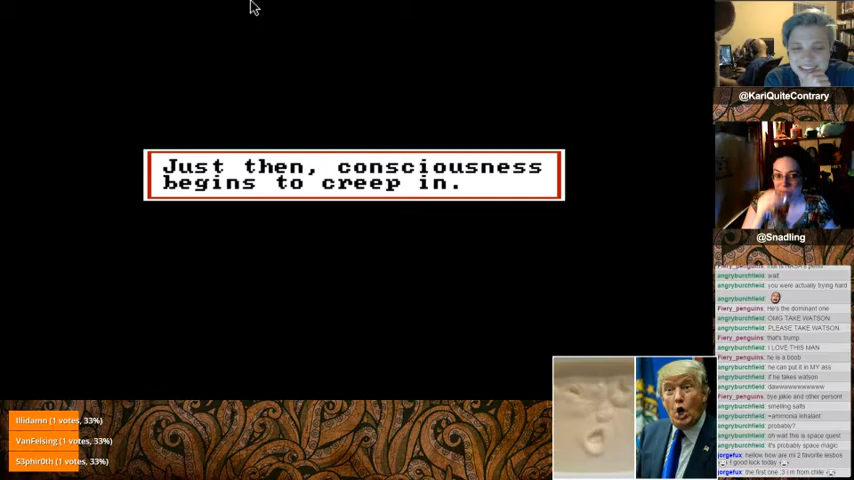 Just then, consciousness
begins to creep in.
@KariQuiteContrary
@Snadling
angryburchfield: wait
angryburchfield: you were actually trying hard
angryburchfield:
Fiery_penguins: He's the dominant one
angryburchfield: OMG TAKE WATSON
angryburchfield: PLEASE TAKE WATSON
Fiery_penguins: that's trump
angryburchfield: I LOVE THIS MAN
Fiery_penguins: he is a boob
angryburchfield: he can put it in MY ass
angryburchfield: if he takes watson
angryburchfield: dawwwwwwwwwww
Fiery_penguins: bye jakie and other person!
angryburchfield: smelling salts
angryburchfield: =ammonia inhalant
angryburchfield: probably?
angryburchfield: oh wait this is space quest
angryburchfield: it's probably space magic
jorgefux: hellow how are mi 2 favorite lesbos
! good luck today
jorgefux: the first one :3 i m from chile
Illidamn (1 votes, 33%)
VanFelsing (1 votes, 33%)
S3phir0th (1 votes, 33%)